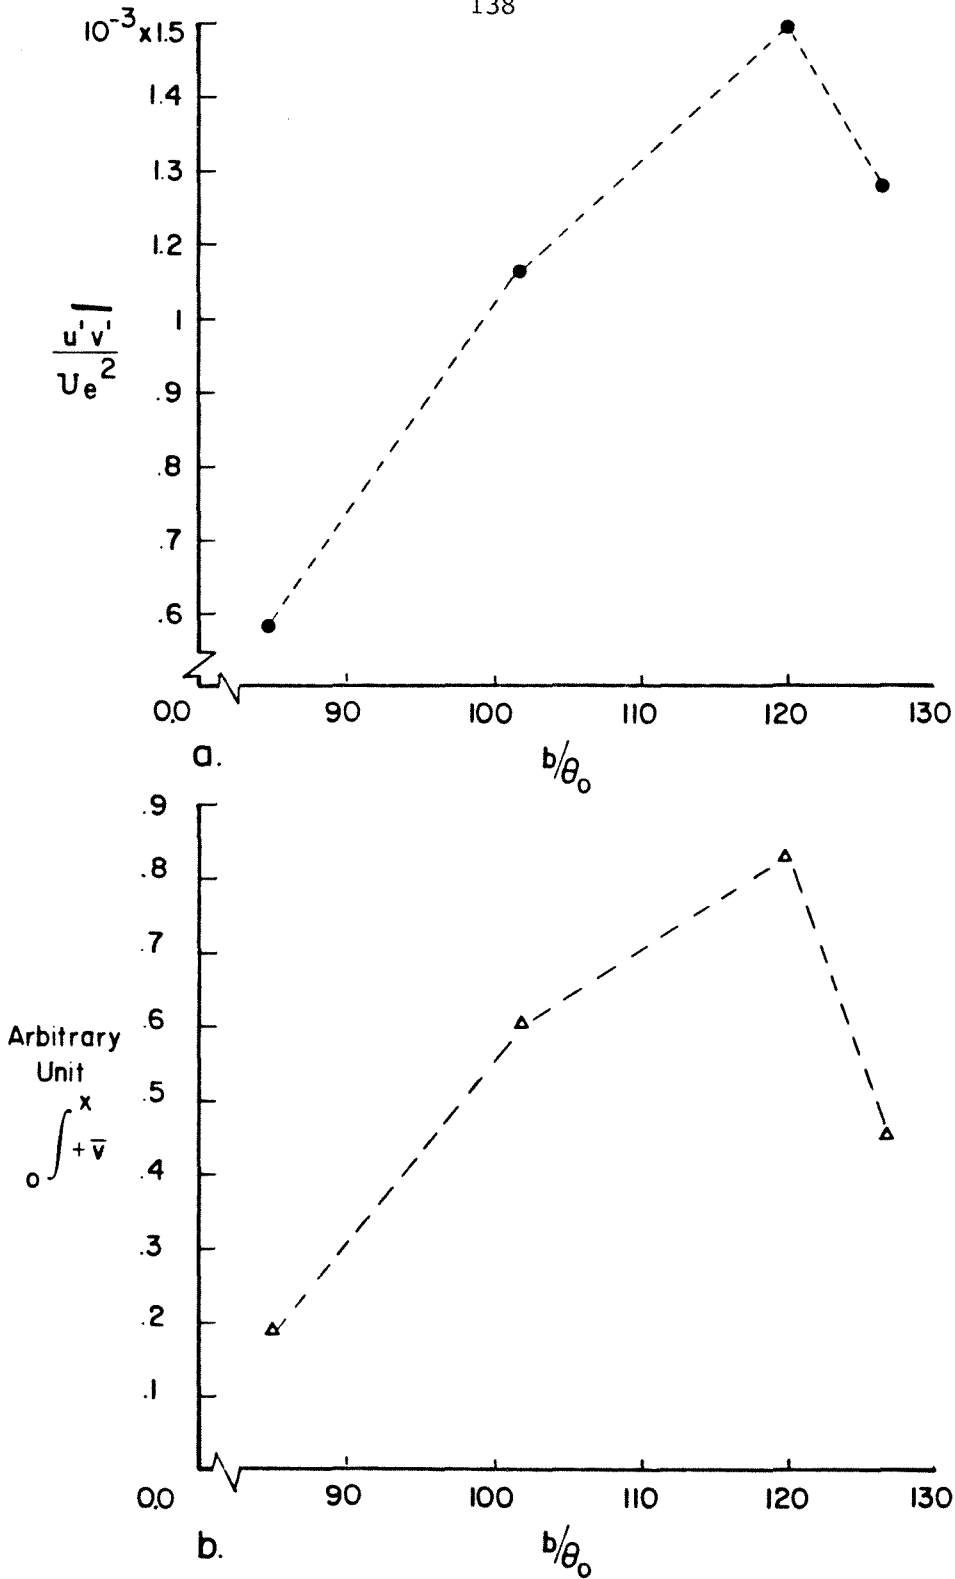 138
10⁻³x1.5
1.4
1.3
1.2
1
.9
.8
.7
.6
u'v'
Ue²
0.0 90 100 110 120 130
a. b/θ₀
.9
.8
.7
.6
.5
.4
.3
.2
.1
Arbitrary
Unit
₀∫ˣ +v̅
0.0 90 100 110 120 130
b. b/θ₀